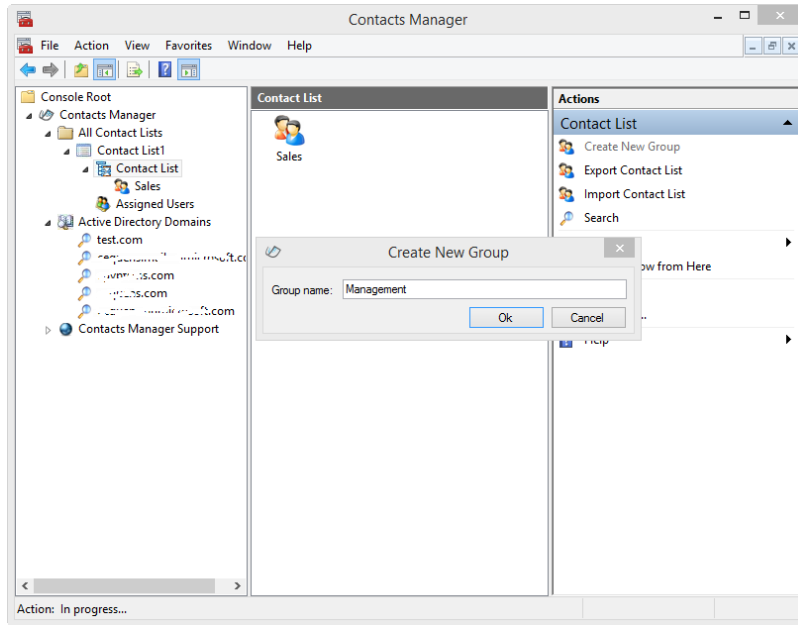 Contacts Manager
File Action View Favorites Window Help
Console Root
Contacts Manager
All Contact Lists
Contact List1
Contact List
Sales
Assigned Users
Active Directory Domains
test.com
Contacts Manager Support
Contact List
Sales
Actions
Contact List
Create New Group
Export Contact List
Import Contact List
Search
from Here
Help
Create New Group
Group name: Management
Ok Cancel
Action: In progress...